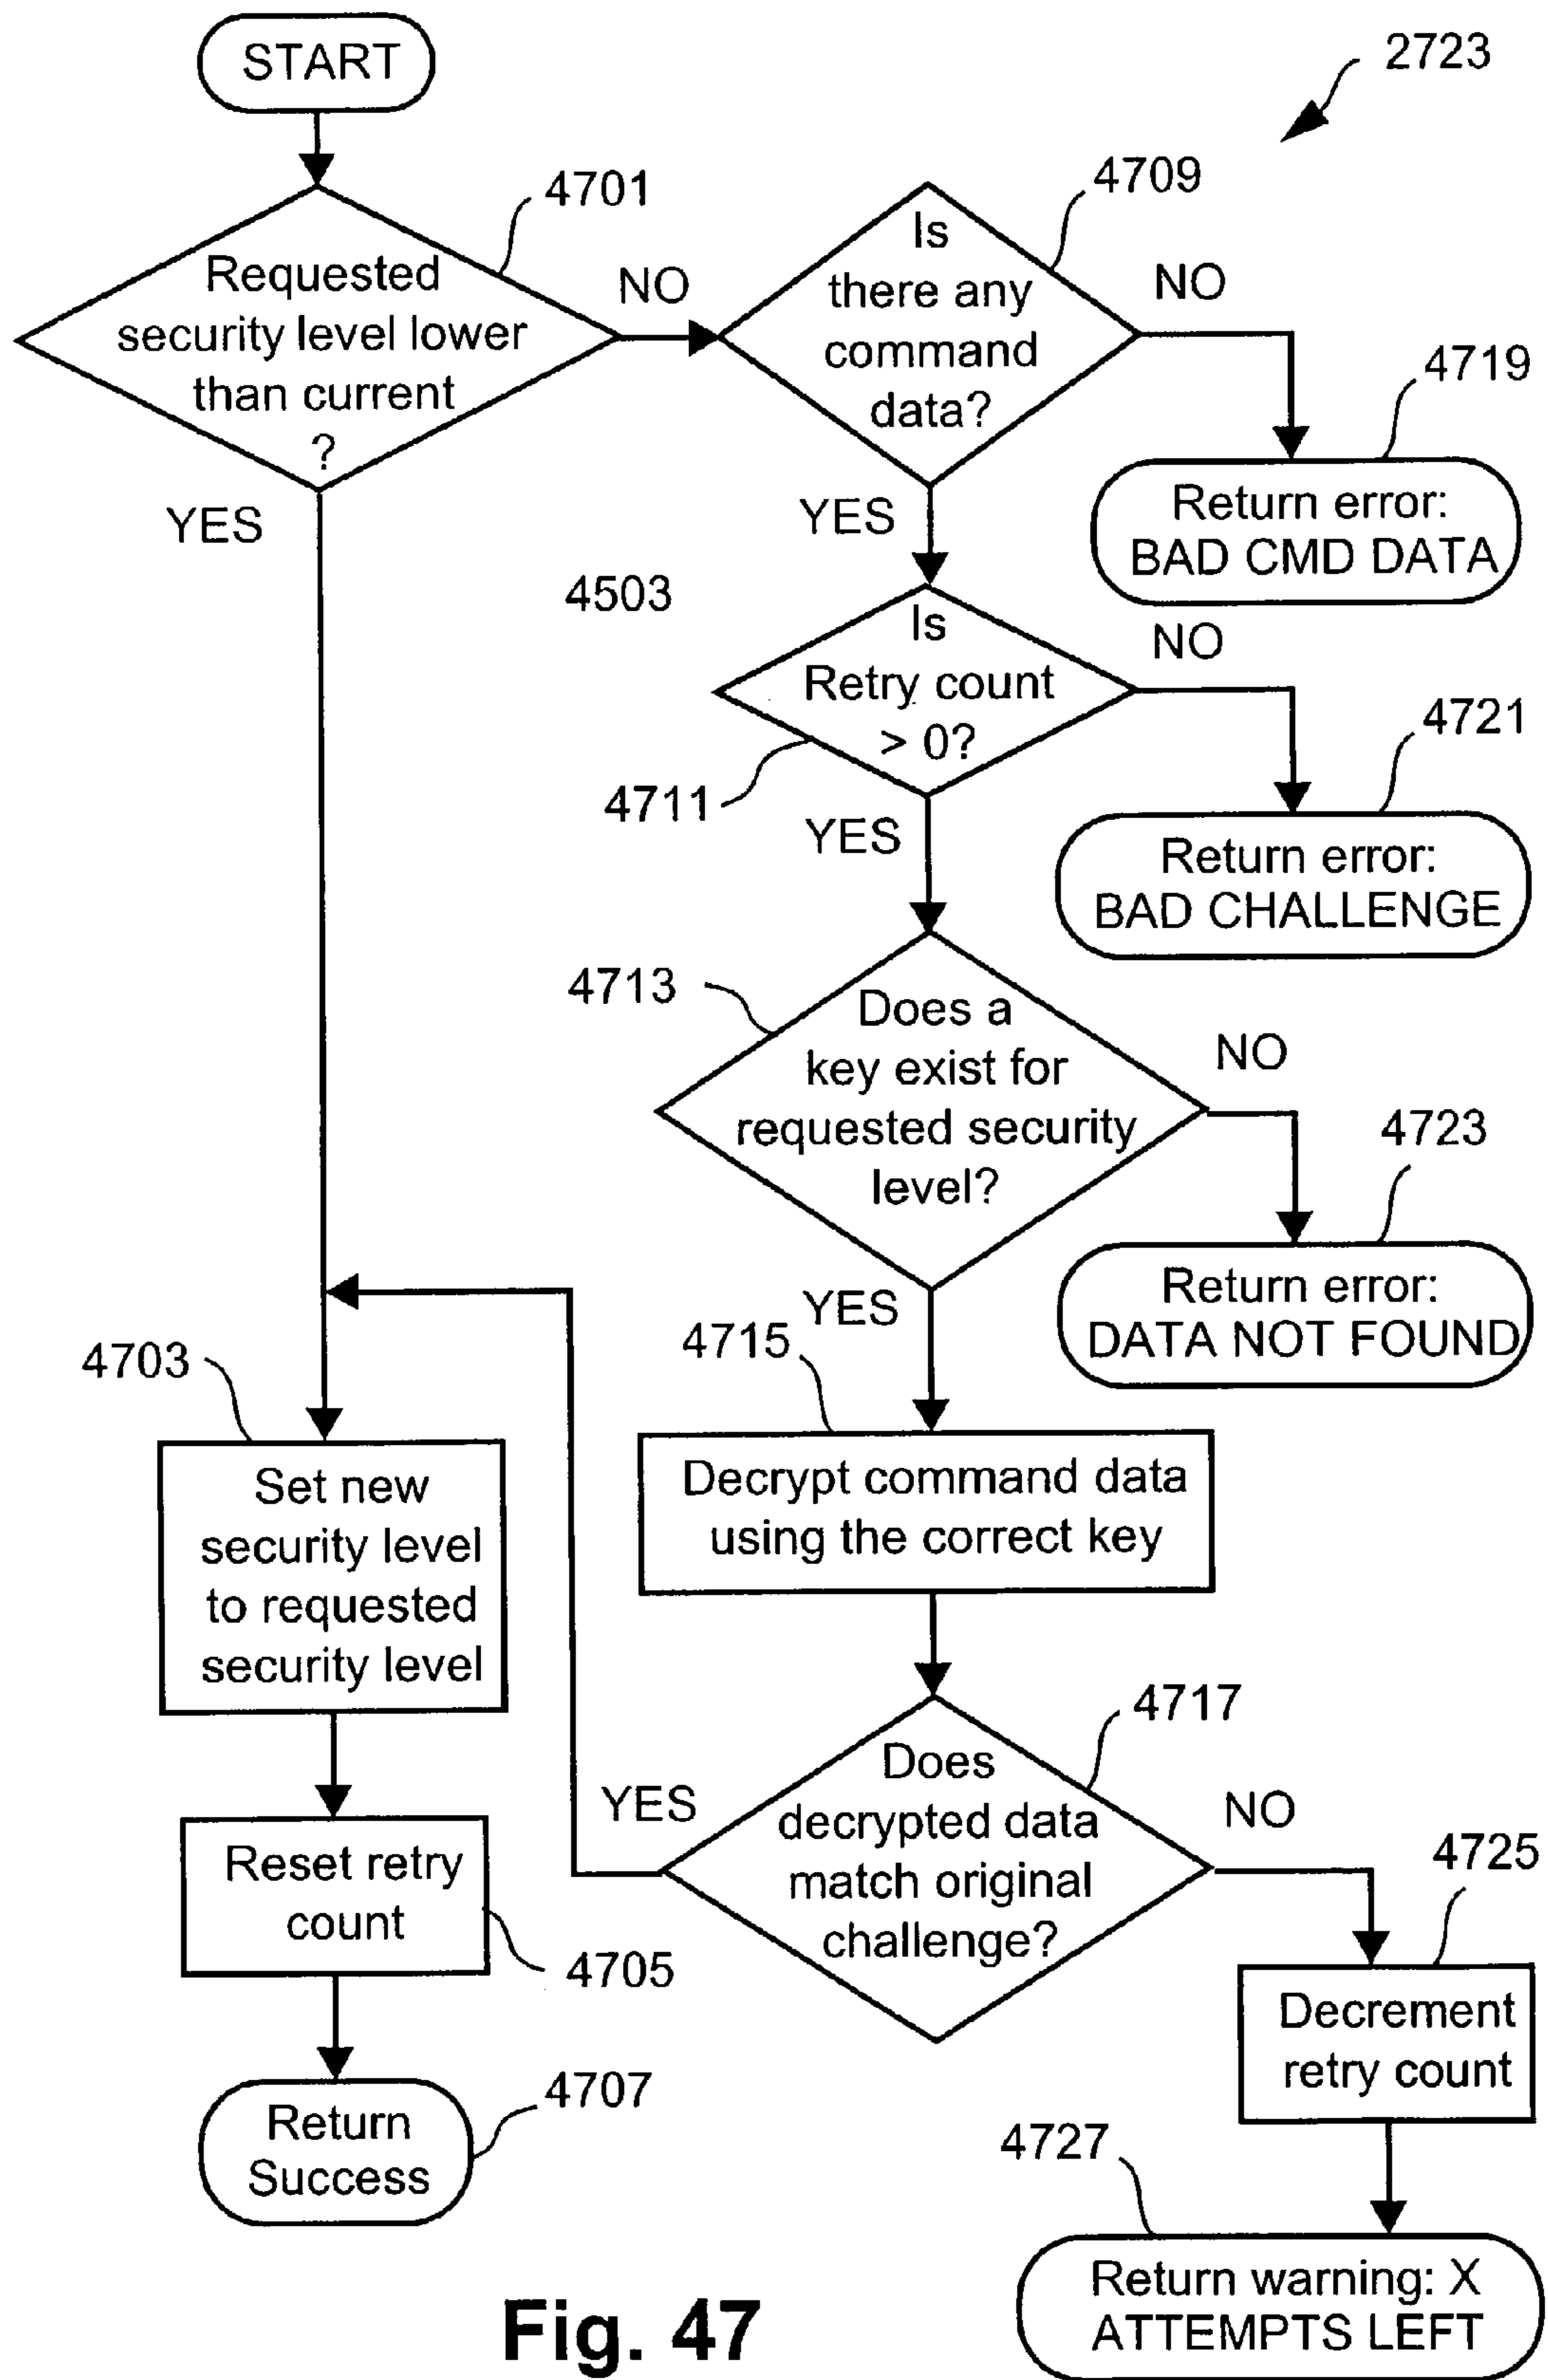 START
2723
4701
4709
Requested
security level lower
than current
?
NO
Is
there any
command
data?
NO
4719
YES
YES
Return error:
BAD CMD DATA
4503
Is
Retry count
> 0?
NO
4711
YES
4721
Return error:
BAD CHALLENGE
4713
Does a
key exist for
requested security
level?
NO
4723
YES
Return error:
DATA NOT FOUND
4703
4715
Set new
security level
to requested
security level
Decrypt command data
using the correct key
4717
YES
Does
decrypted data
match original
challenge?
NO
4725
Reset retry
count
4705
Decrement
retry count
4707
Return
Success
4727
Return warning: X
ATTEMPTS LEFT
Fig. 47